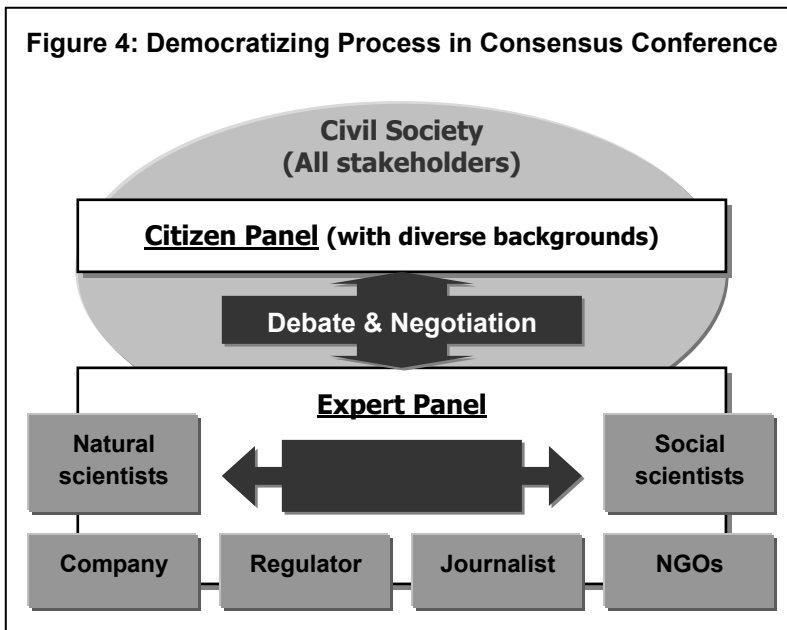 Figure 4: Democratizing Process in Consensus Conference
Civil Society
(All stakeholders)
Citizen Panel (with diverse backgrounds)
Debate & Negotiation
Expert Panel
Natural
scientists
Social
scientists
Company
Regulator
Journalist
NGOs